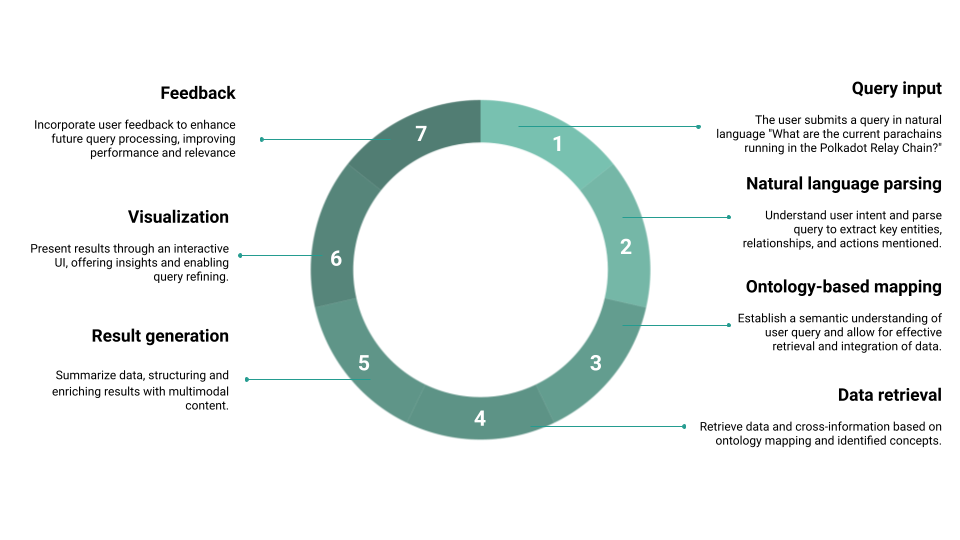 Query input
The user submits a query in natural
language "What are the current parachains
running in the Polkadot Relay Chain?"
1
Natural language parsing
Understand user intent and parse
query to extract key entities,
relationships, and actions mentioned.
2
Ontology-based mapping
Establish a semantic understanding of
user query and allow for effective
retrieval and integration of data.
3
Data retrieval
Retrieve data and cross-information based on
ontology mapping and identified concepts.
4
Result generation
Summarize data, structuring and
enriching results with multimodal
content.
5
Visualization
Present results through an interactive
UI, offering insights and enabling
query refining.
6
Feedback
Incorporate user feedback to enhance
future query processing, improving
performance and relevance
7